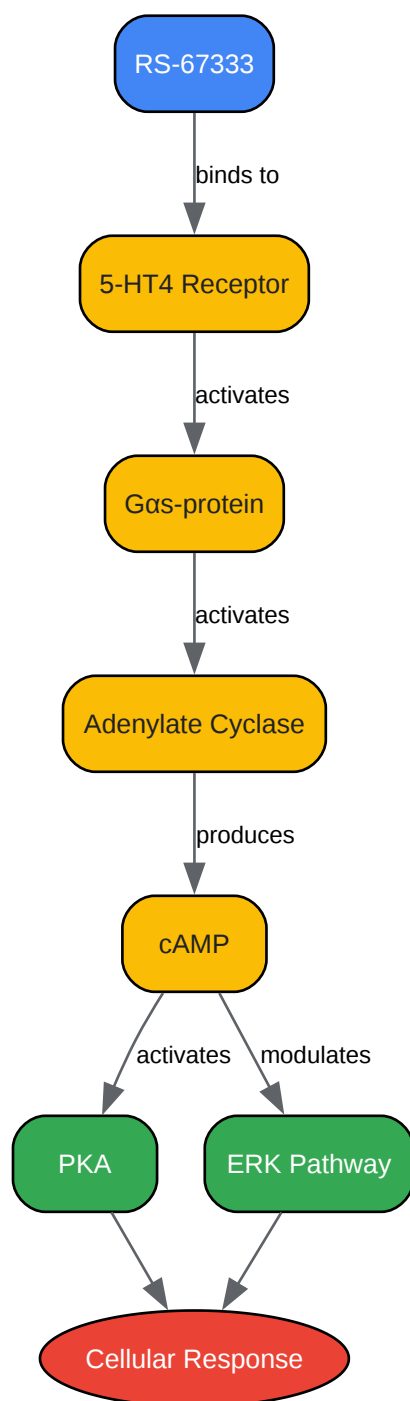 RS-67333
binds to
5-HT4 Receptor
activates
Gαs-protein
activates
Adenylate Cyclase
produces
cAMP
activates
modulates
PKA
ERK Pathway
Cellular Response